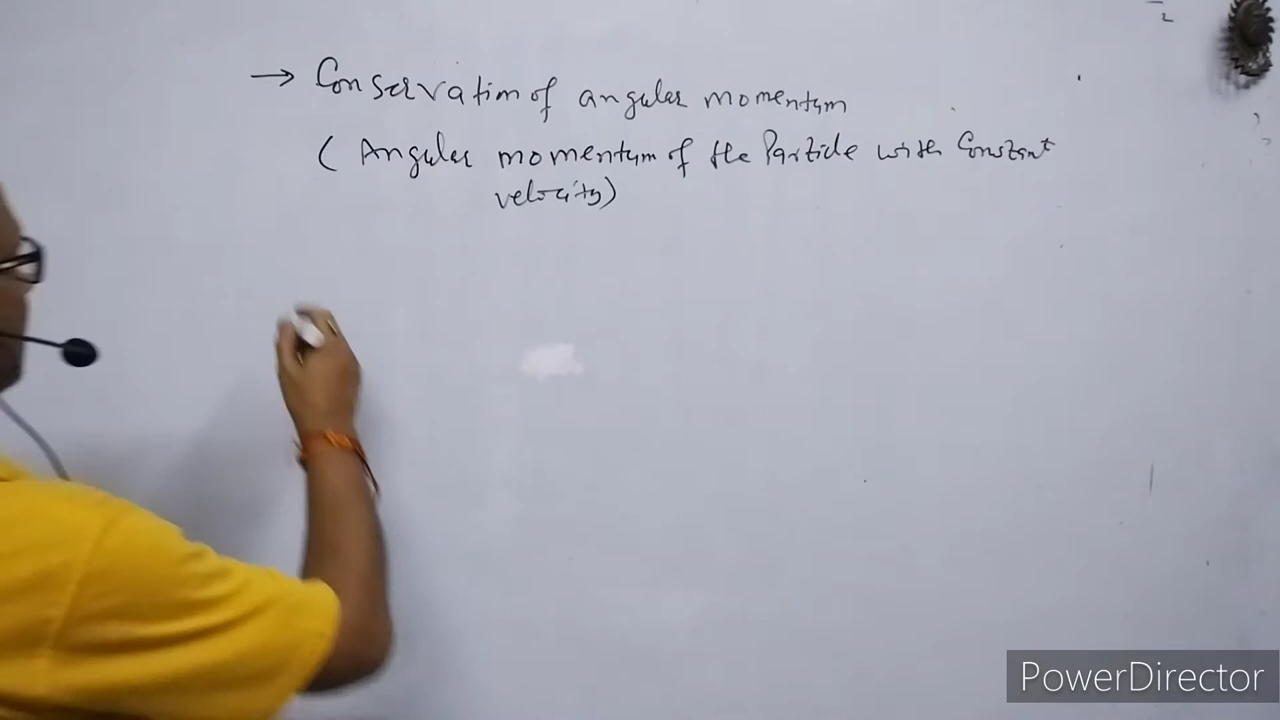 → Conservation of angular momentum
( Angular momentum of the Particle with Constant
velocity)
PowerDirector